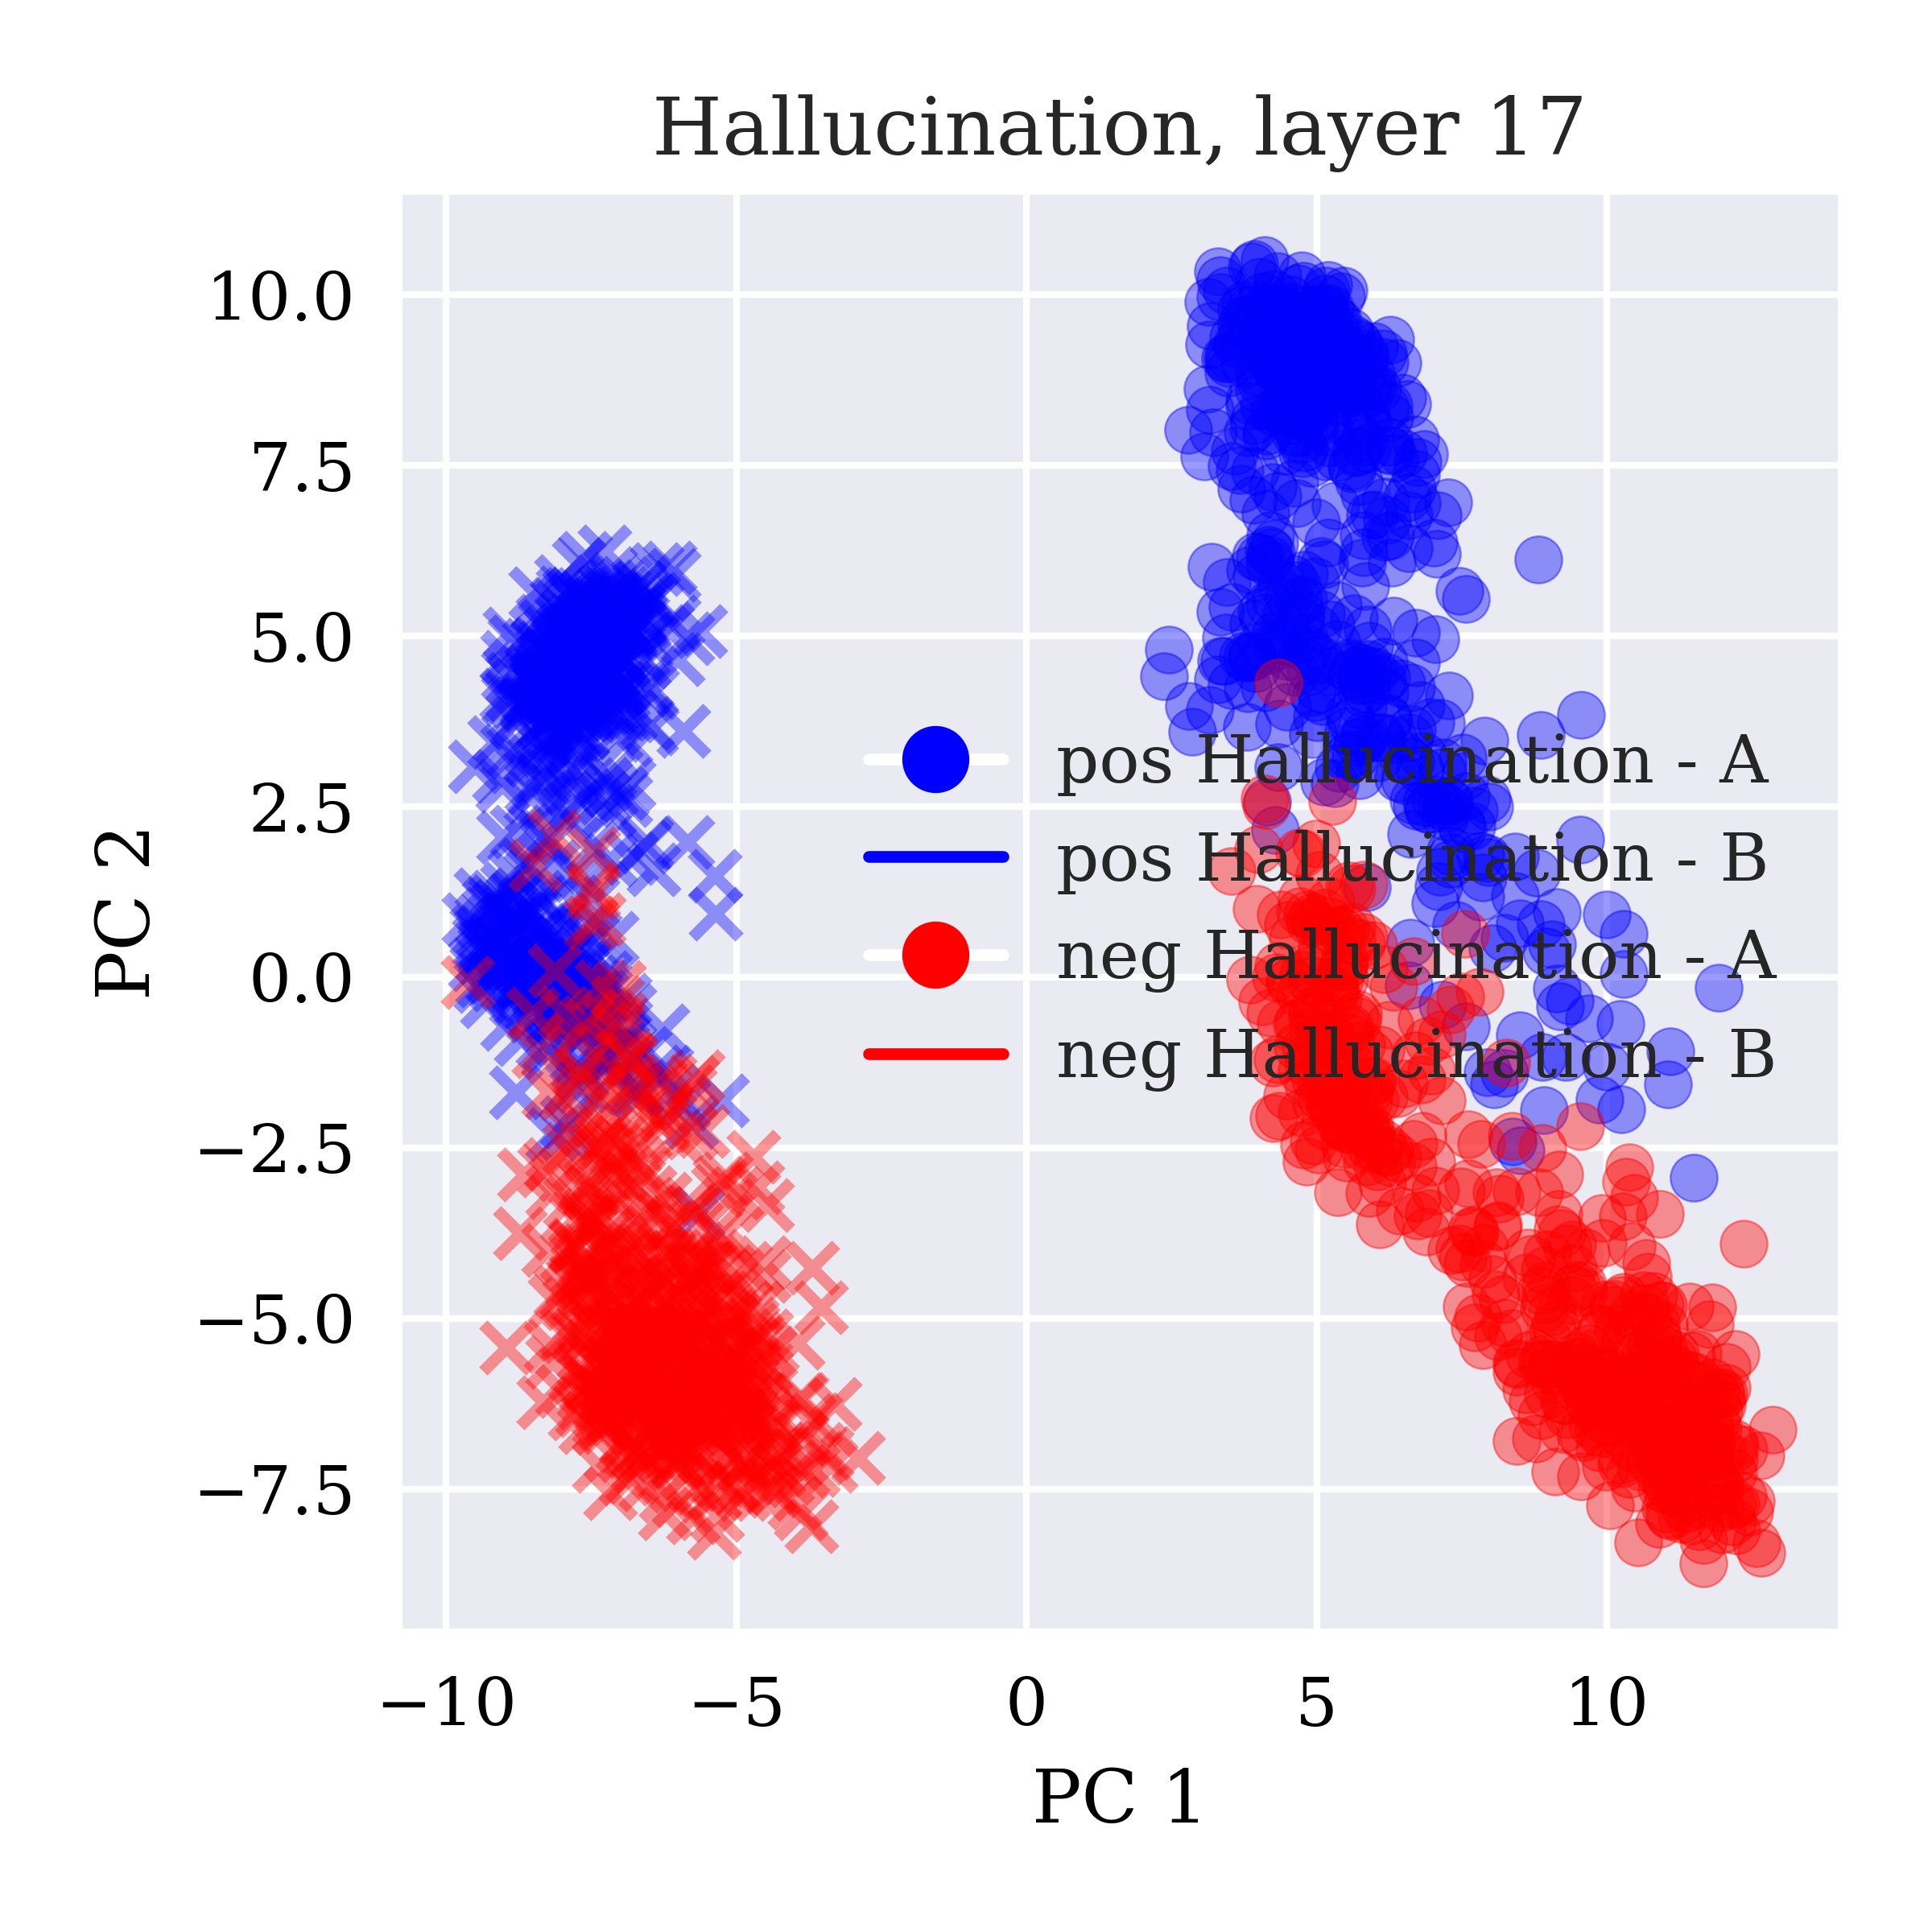 Hallucination, layer 17
10.0
7.5
5.0
2.5
0.0
−2.5
−5.0
−7.5
PC 2
pos Hallucination - A
pos Hallucination - B
neg Hallucination - A
neg Hallucination - B
−10 −5 0 5 10
PC 1